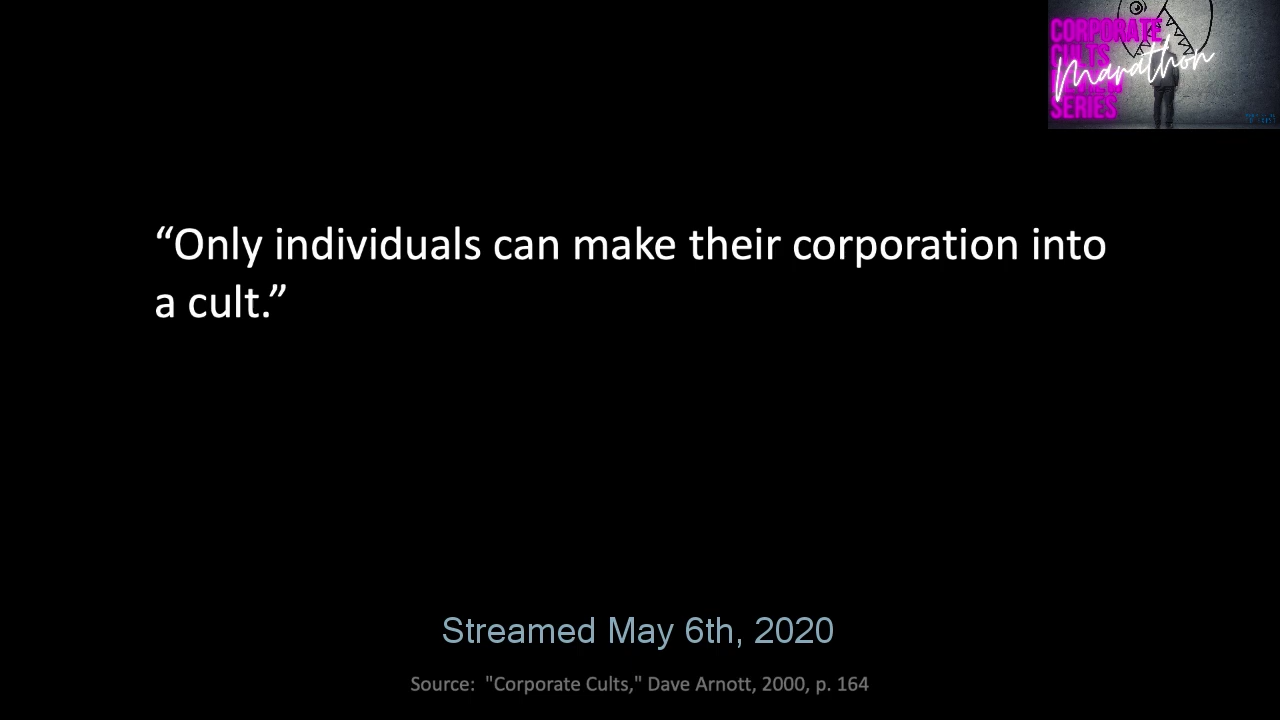 CORPORATE
CULTS
Marathon
SERIES
“Only individuals can make their corporation into
a cult.”
Streamed May 6th, 2020
Source:  "Corporate Cults," Dave Arnott, 2000, p. 164